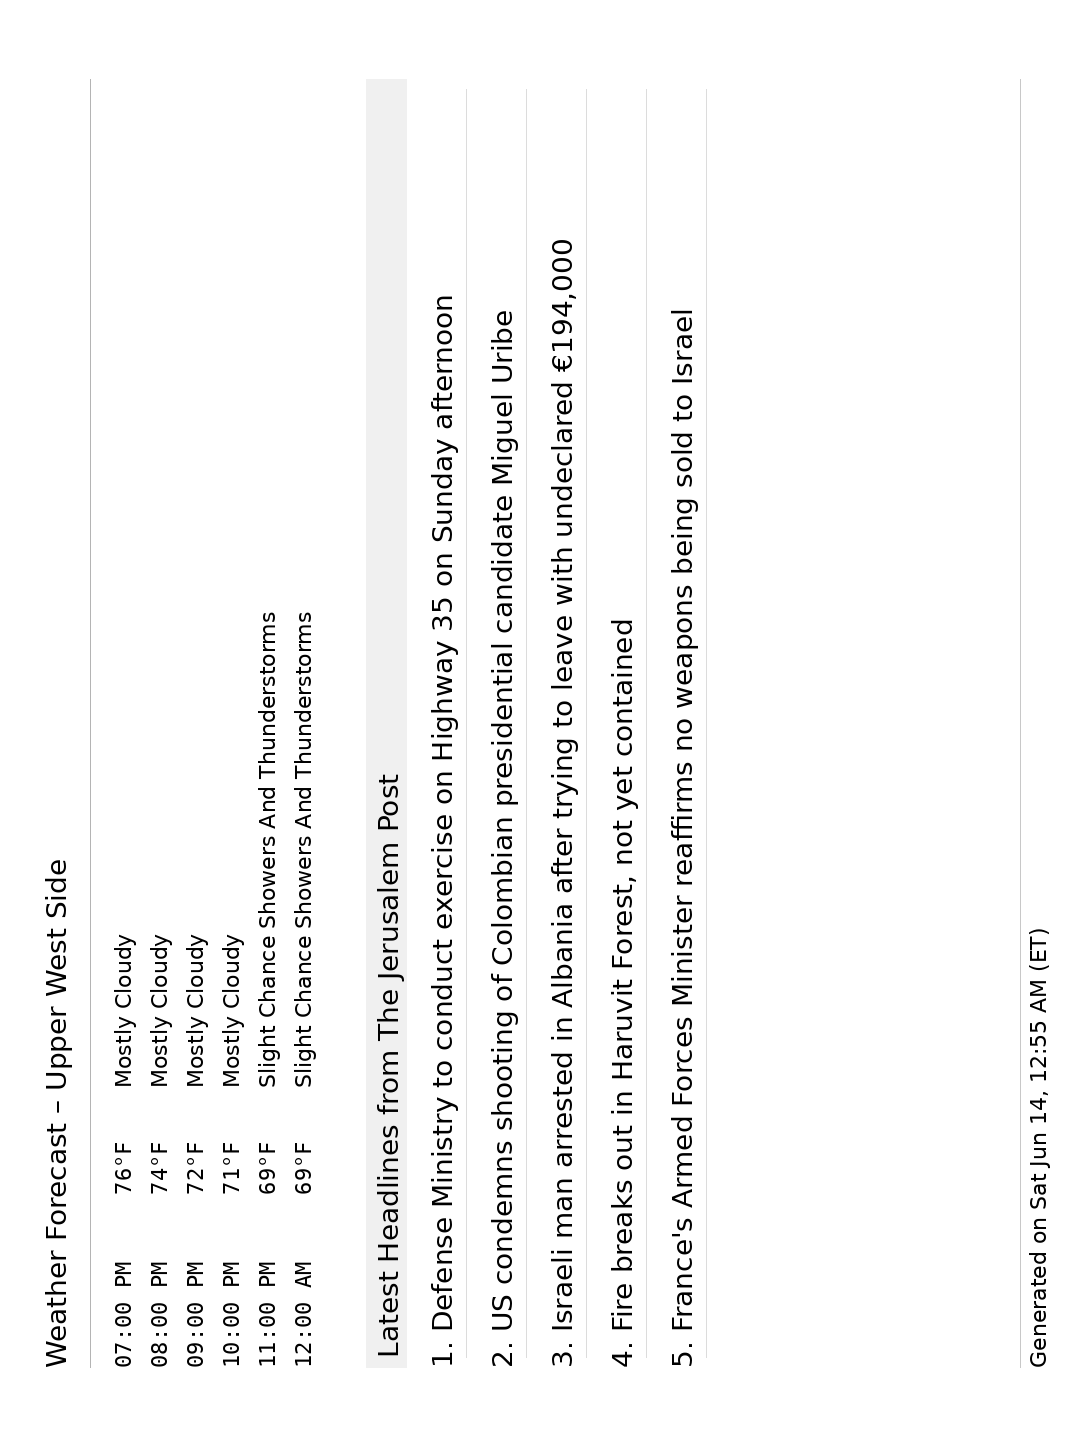 Weather Forecast – Upper West Side
07:00 PM 76°F Mostly Cloudy
08:00 PM 74°F Mostly Cloudy
09:00 PM 72°F Mostly Cloudy
10:00 PM 71°F Mostly Cloudy
11:00 PM 69°F Slight Chance Showers And Thunderstorms
12:00 AM 69°F Slight Chance Showers And Thunderstorms
Latest Headlines from The Jerusalem Post
1. Defense Ministry to conduct exercise on Highway 35 on Sunday afternoon
2. US condemns shooting of Colombian presidential candidate Miguel Uribe
3. Israeli man arrested in Albania after trying to leave with undeclared €194,000
4. Fire breaks out in Haruvit Forest, not yet contained
5. France's Armed Forces Minister reaffirms no weapons being sold to Israel
Generated on Sat Jun 14, 12:55 AM (ET)